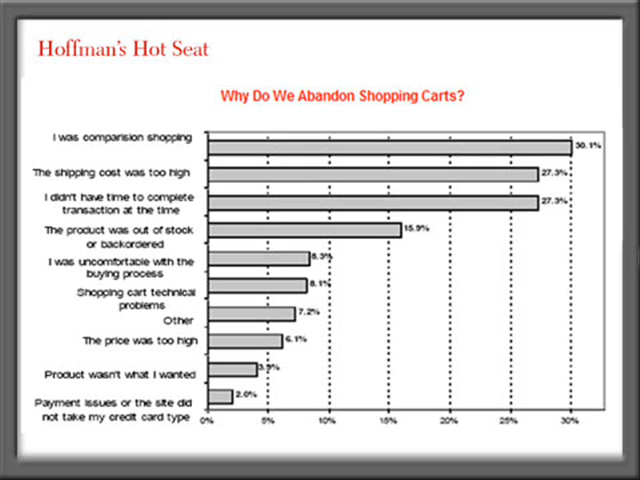 Hoffman's Hot Seat
Why Do We Abandon Shopping Carts?
I was comparision shopping
30.1%
The shipping cost was too high
27.3%
I didn't have time to complete
transaction at the time
27.3%
The product was out of stock
or backordered
15.9%
I was uncomfortable with the
buying process
8.3%
Shopping cart technical
problems
8.1%
Other
7.2%
The price was too high
6.1%
Product wasn't what I wanted
3.9%
Payment issues or the site did
not take my credit card type
2.0%
0%
5%
10%
15%
20%
25%
30%